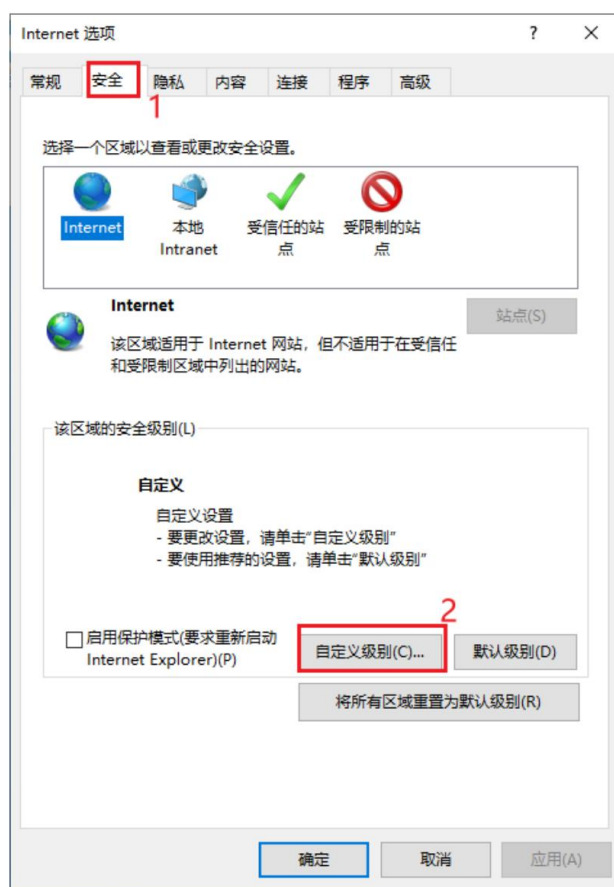 Internet 选项
? ×
常规 安全 隐私 内容 连接 程序 高级
1
选择一个区域以查看或更改安全设置。
Internet 本地 受信任的站 受限制的站
Intranet 点 点
Internet
站点(S)
该区域适用于 Internet 网站，但不适用于在受信任
和受限制区域中列出的网站。
该区域的安全级别(L)
自定义
自定义设置
- 要更改设置，请单击“自定义级别”
- 要使用推荐的设置，请单击“默认级别”
2
启用保护模式(要求重新启动
Internet Explorer)(P)
自定义级别(C)... 默认级别(D)
将所有区域重置为默认级别(R)
确定 取消 应用(A)